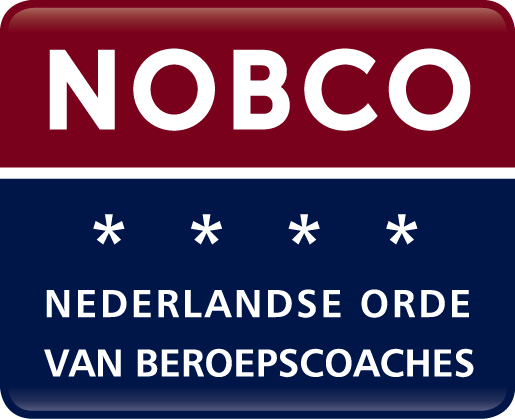 NOBCO
* * * *
NEDERLANDSE ORDE
VAN BEROEPSCOACHES